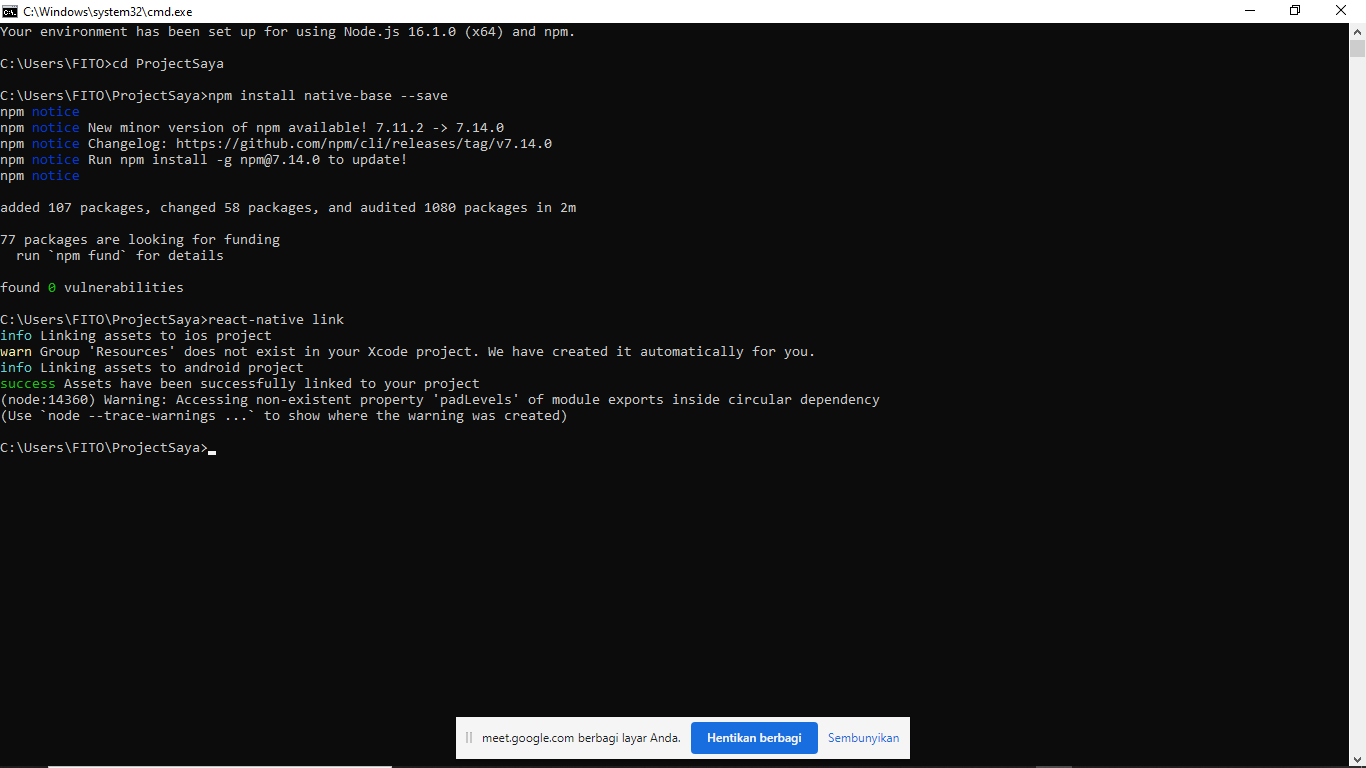 C:\Windows\system32\cmd.exe
Your environment has been set up for using Node.js 16.1.0 (x64) and npm.
C:\Users\FITO>cd ProjectSaya
C:\Users\FITO\ProjectSaya>npm install native-base --save
npm notice
npm notice New minor version of npm available! 7.11.2 -> 7.14.0
npm notice Changelog: https://github.com/npm/cli/releases/tag/v7.14.0
npm notice Run npm install -g npm@7.14.0 to update!
npm notice
added 107 packages, changed 58 packages, and audited 1080 packages in 2m
77 packages are looking for funding
  run `npm fund` for details
found 0 vulnerabilities
C:\Users\FITO\ProjectSaya>react-native link
info Linking assets to ios project
warn Group 'Resources' does not exist in your Xcode project. We have created it automatically for you.
info Linking assets to android project
success Assets have been successfully linked to your project
(node:14360) Warning: Accessing non-existent property 'padLevels' of module exports inside circular dependency
(Use `node --trace-warnings ...` to show where the warning was created)
C:\Users\FITO\ProjectSaya>
meet.google.com berbagi layar Anda. Hentikan berbagi Sembunyikan